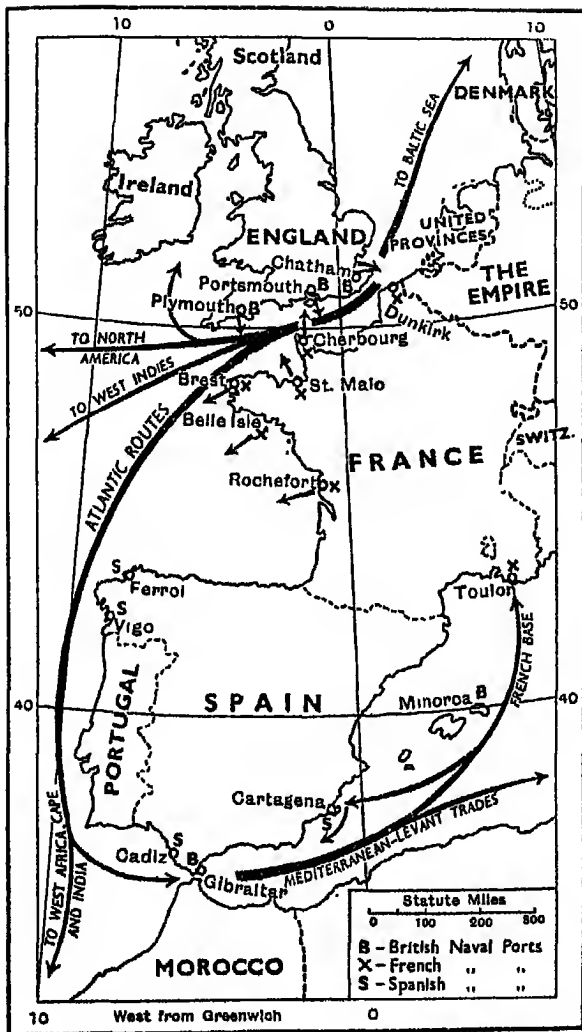 10 0 10
Scotland
DENMARK
TO BALTIC SEA
Ireland
UNITED
PROVINCES
ENGLAND
Chatham
THE
EMPIRE
Portsmouth B B
Plymouth B
50 50
Dunkirk X
TO NORTH
AMERICA
Cherbourg X
TO WEST INDIES
Brest X
St. Malo X
Belle Isle X
SWITZ.
ATLANTIC ROUTES
FRANCE
Rochefort X
S
Ferrol
Toulon X
S
Vigo
FRENCH BASE
SPAIN
Minorca B
40 40
PORTUGAL
Cartagena
S
MEDITERRANEAN-LEVANT TRADES
TO WEST AFRICA CAPE
AND INDIA
S
Cadiz
B
Gibraltar
Statute Miles
0 100 200 300
B - British Naval Ports
X - French " "
S - Spanish " "
MOROCCO
10 West from Greenwich 0